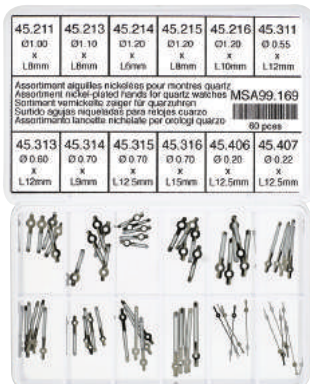 45.211 45.213 45.214 45.215 45.216 45.311
Ø1.00 Ø1.10 Ø1.20 Ø1.20 Ø1.20 Ø 0.55
x x x x x x
L8mm L8mm L6mm L8mm L10mm L12mm
Assortiment aiguilles nickelées pour montres quartz
Assortment nickel-plated hands for quartz watches
Sortiment vernickelte zeiger für quarzuhren
Surtido agujas niqueladas para relojes cuarzo
Assortimento lancette nichelate per orologi quarzo
MSA99.169
60 pces
45.313 45.314 45.315 45.316 45.406 45.407
Ø 0.60 Ø 0.70 Ø 0.70 Ø 0.70 Ø 0.20 Ø 0.22
x x x x x x
L12mm L9mm L12.5mm L15mm L12.5mm L12.5mm